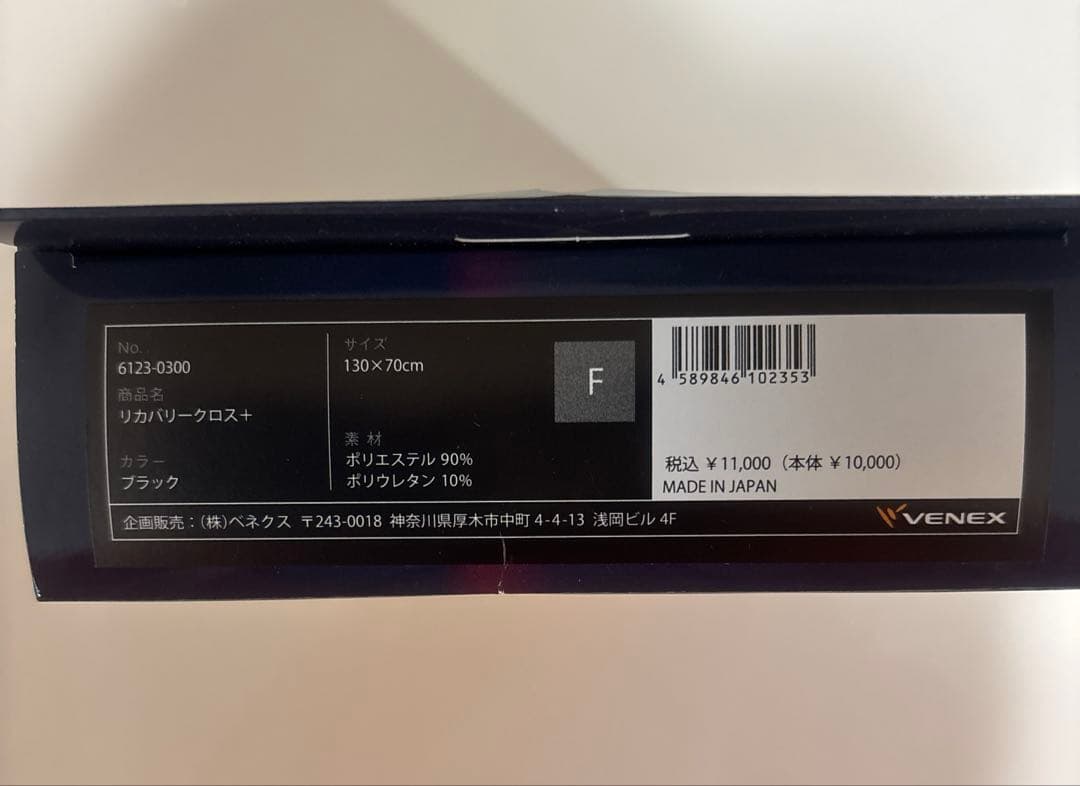 No.
6123-0300
商品名
リカバリークロス＋
カラー
ブラック
サイズ
130×70cm
素 材
ポリエステル 90%
ポリウレタン 10%
F
4 589846 102353
税込 ￥11,000（本体 ￥10,000）
MADE IN JAPAN
企画販売：(株)ベネクス 〒243-0018 神奈川県厚木市中町 4-4-13 浅岡ビル 4F
VENEX